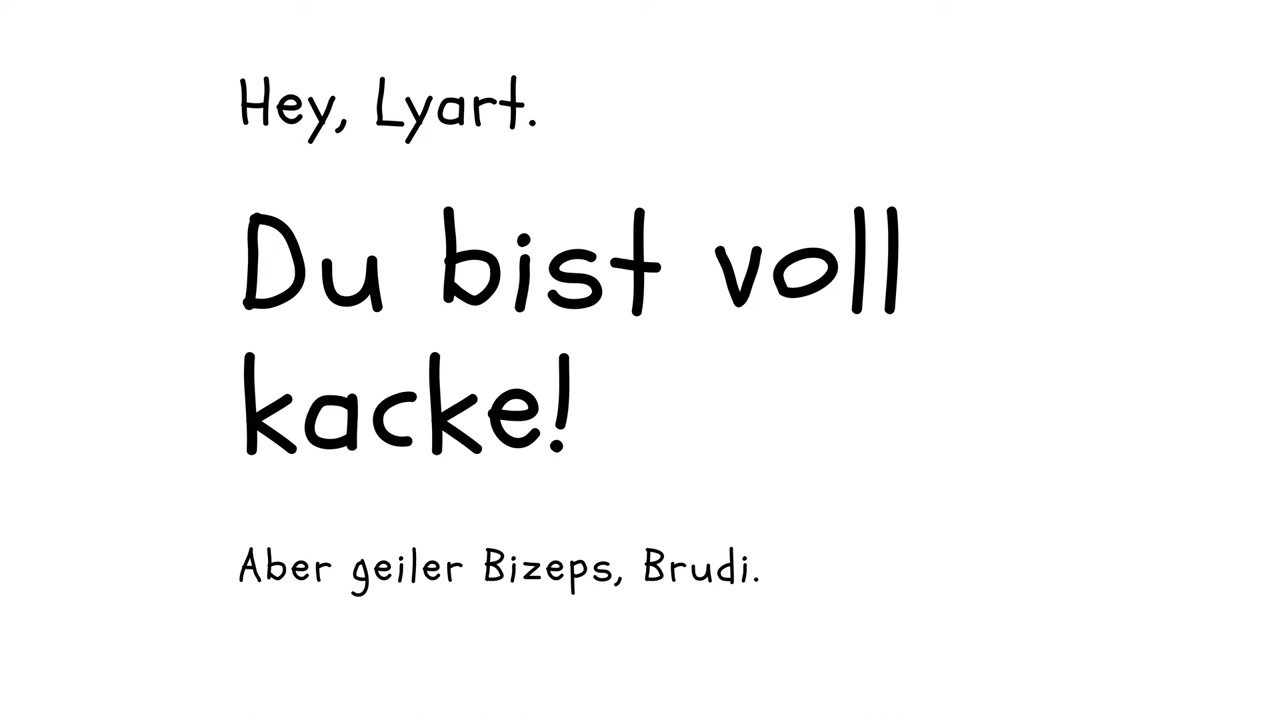 Hey, Lyart.
Du bist voll
kacke!
Aber geiler Bizeps, Brudi.